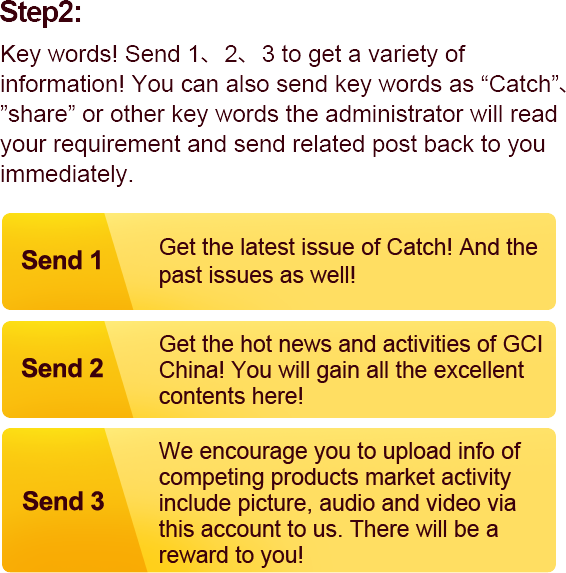 Step2:
Key words! Send 1、2、3 to get a variety of
information! You can also send key words as “Catch”、
”share” or other key words the administrator will read
your requirement and send related post back to you
immediately.
Send 1
Get the latest issue of Catch! And the
past issues as well!
Send 2
Get the hot news and activities of GCI
China! You will gain all the excellent
contents here!
Send 3
We encourage you to upload info of
competing products market activity
include picture, audio and video via
this account to us. There will be a
reward to you!